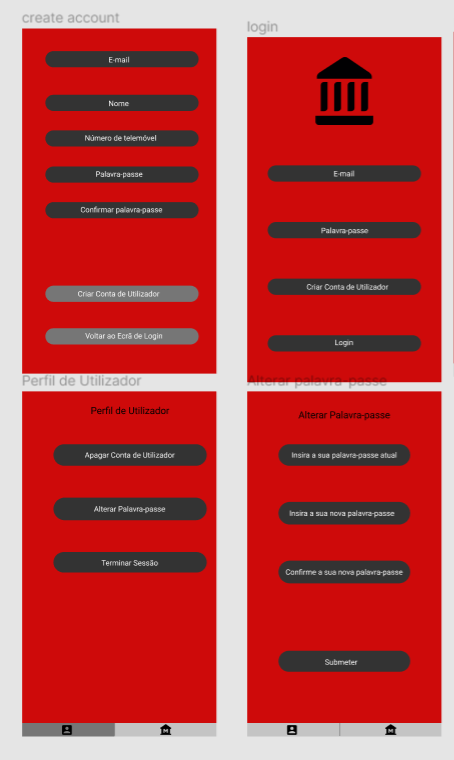 create account
E-mail
Nome
Número de telemóvel
Palavra-passe
Confirmar palavra-passe
Criar Conta de Utilizador
Voltar ao Ecrã de Login
login
E-mail
Palavra-passe
Criar Conta de Utilizador
Login
Perfil de Utilizador
Perfil de Utilizador
Apagar Conta de Utilizador
Alterar Palavra-passe
Terminar Sessão
Alterar palavra-passe
Alterar Palavra-passe
Insira a sua palavra-passe atual
Insira a sua nova palavra-passe
Confirme a sua nova palavra-passe
Submeter
M
M